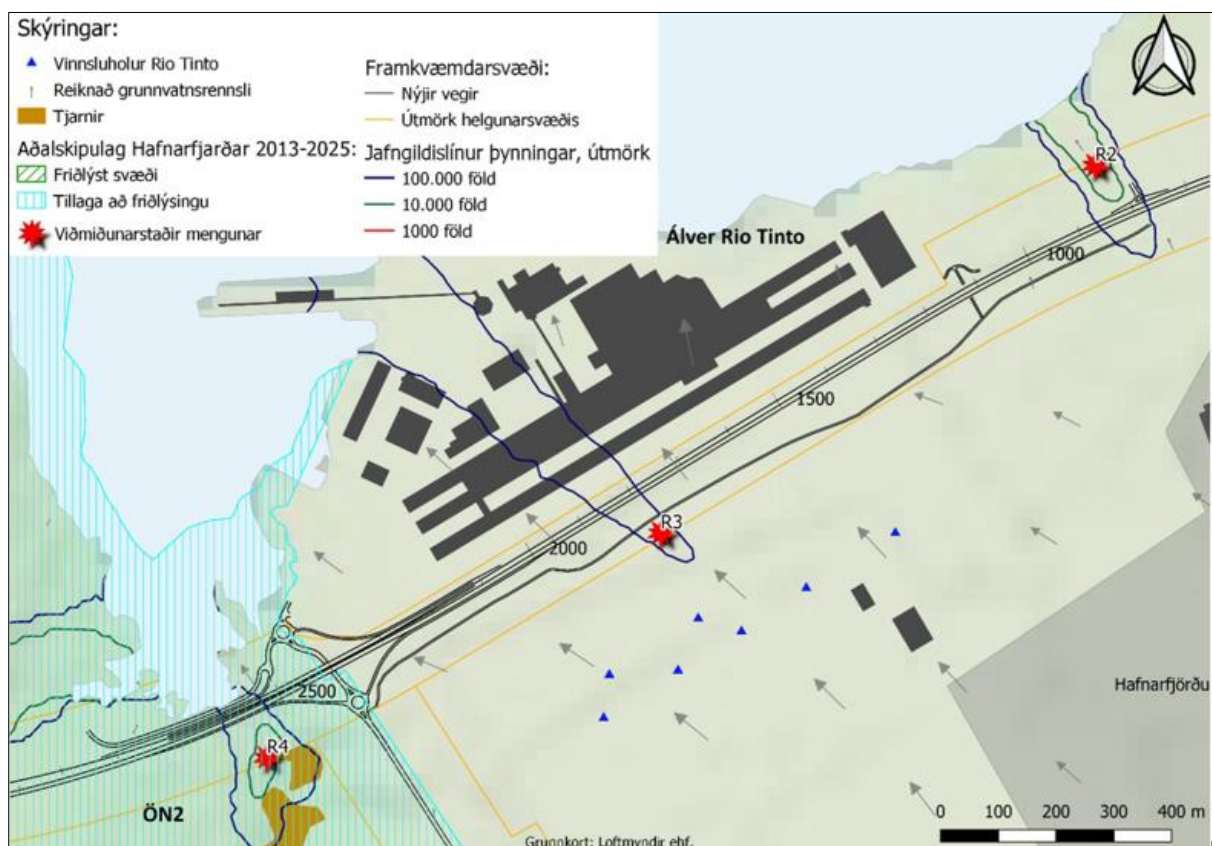 Skýringar:
Vinnsluholur Rio Tinto
Reiknað grunnvatnsrennsli
Tjarnir
Aðalskipulag Hafnarfjarðar 2013-2025:
Friðlýst svæði
Tillaga að friðlýsingu
Viðmiðunarstaðir mengunar
Framkvæmdarsvæði:
Nýjir vegir
Útmörk helgunarsvæðis
Jafngildislínur þynningar, útmörk
100.000 föld
10.000 föld
1000 föld
R2
Álver Rio Tinto
1000
1500
R3
2000
Hafnarfjörðu
2500
R4
ÖN2
0 100 200 300 400 m
Grunnkort: Loftmyndir ehf.